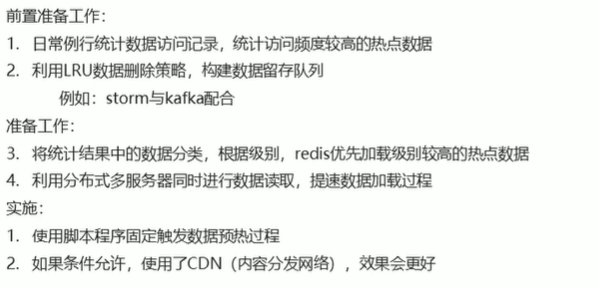 前置准备工作：
1. 日常例行统计数据访问记录，统计访问频度较高的热点数据
2. 利用LRU数据删除策略，构建数据留存队列
例如：storm与kafka配合
准备工作：
3. 将统计结果中的数据分类，根据级别，redis优先加载级别较高的热点数据
4. 利用分布式多服务器同时进行数据读取，提速数据加载过程
实施：
1. 使用脚本程序固定触发数据预热过程
2. 如果条件允许，使用了CDN（内容分发网络），效果会更好